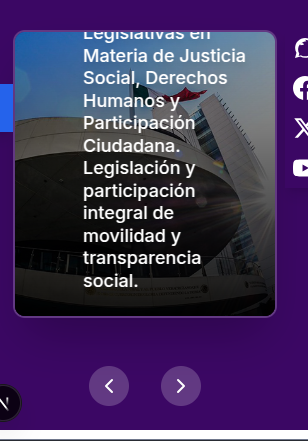 Legislativas en
Materia de Justicia
Social, Derechos
Humanos y
Participación
Ciudadana.
Legislación y
participación
integral de
movilidad y
transparencia
social.